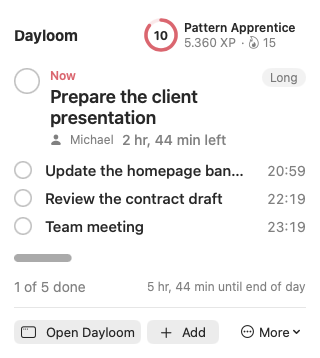 Dayloom
10
Pattern Apprentice
5.360 XP · 15
Now
Long
Prepare the client
presentation
Michael 2 hr, 44 min left
Update the homepage ban... 20:59
Review the contract draft 22:19
Team meeting 23:19
1 of 5 done 5 hr, 44 min until end of day
Open Dayloom + Add More